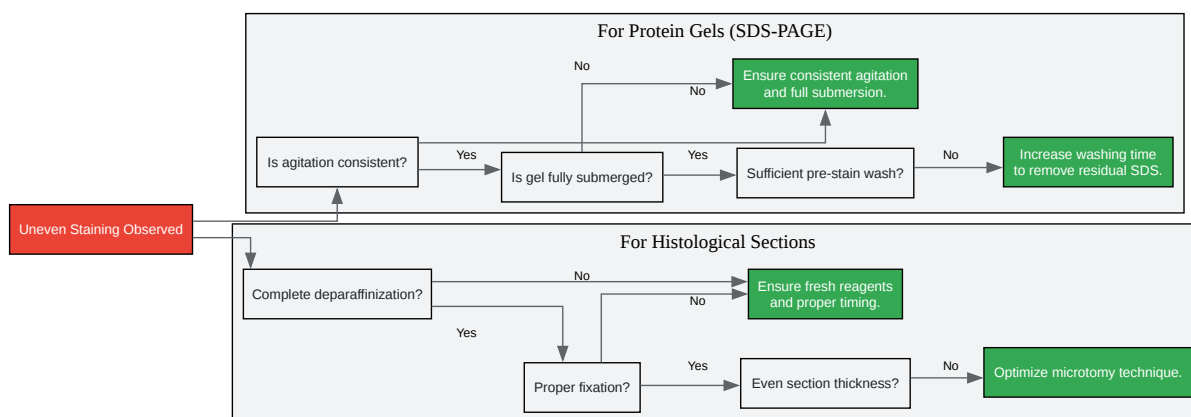 For Protein Gels (SDS-PAGE)
No
Ensure consistent agitation
and full submersion.
No
Is agitation consistent?
Yes
Is gel fully submerged?
Yes
Sufficient pre-stain wash?
No
Increase washing time
to remove residual SDS.
Uneven Staining Observed
For Histological Sections
Complete deparaffinization?
No
Ensure fresh reagents
and proper timing.
No
Yes
Proper fixation?
Yes
Even section thickness?
No
Optimize microtomy technique.